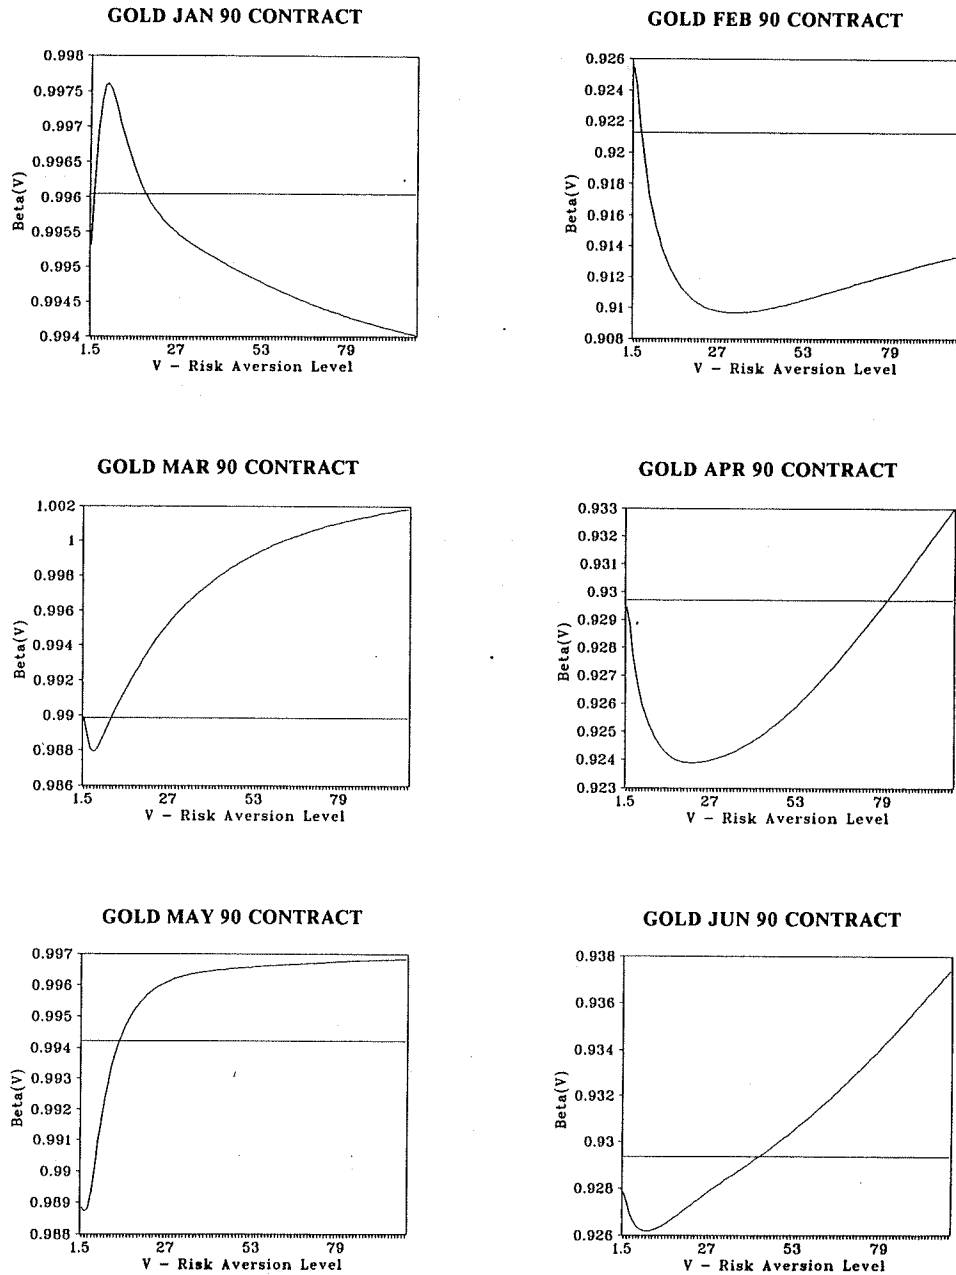 GOLD JAN 90 CONTRACT
0.998
0.9975
0.997
0.9965
0.996
0.9955
0.995
0.9945
0.994
Beta(V)
1.5 27 53 79
V - Risk Aversion Level
GOLD FEB 90 CONTRACT
0.926
0.924
0.922
0.92
0.918
0.916
0.914
0.912
0.91
0.908
Beta(V)
1.5 27 53 79
V - Risk Aversion Level
GOLD MAR 90 CONTRACT
1.002
1
0.998
0.996
0.994
0.992
0.99
0.988
0.986
Beta(V)
1.5 27 53 79
V - Risk Aversion Level
GOLD APR 90 CONTRACT
0.933
0.932
0.931
0.93
0.929
0.928
0.927
0.926
0.925
0.924
0.923
Beta(V)
1.5 27 53 79
V - Risk Aversion Level
GOLD MAY 90 CONTRACT
0.997
0.996
0.995
0.994
0.993
0.992
0.991
0.99
0.989
0.988
Beta(V)
1.5 27 53 79
V - Risk Aversion Level
GOLD JUN 90 CONTRACT
0.938
0.936
0.934
0.932
0.93
0.928
0.926
Beta(V)
1.5 27 53 79
V - Risk Aversion Level